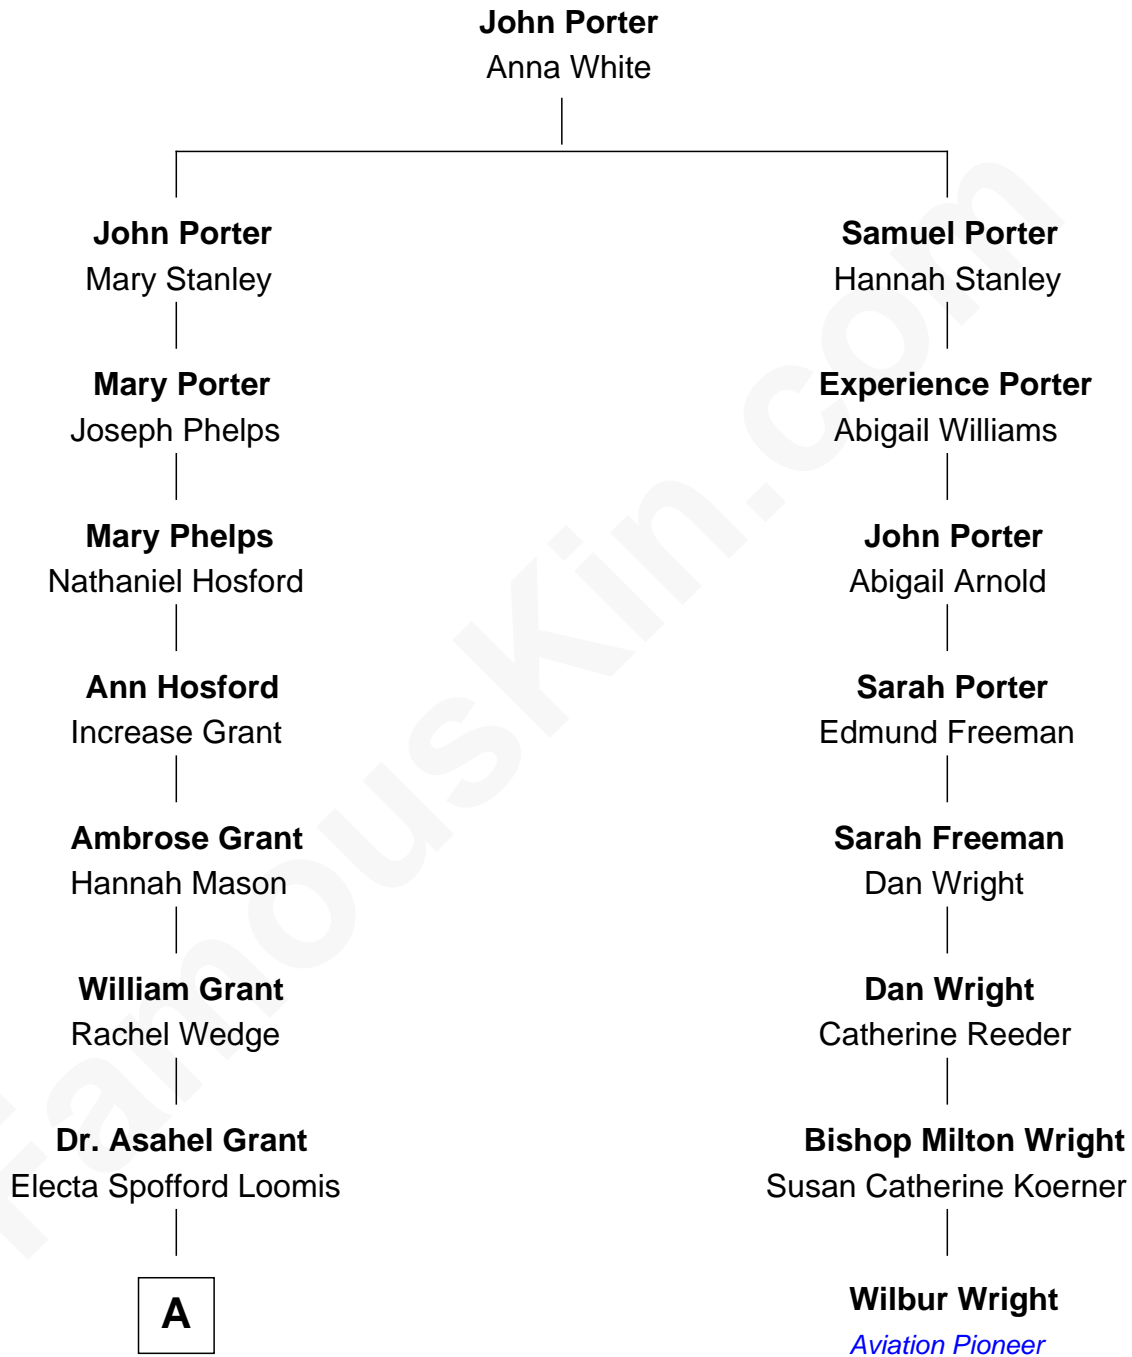 John Porter
Anna White
John Porter
Mary Stanley
Samuel Porter
Hannah Stanley
Mary Porter
Joseph Phelps
Experience Porter
Abigail Williams
Mary Phelps
Nathaniel Hosford
John Porter
Abigail Arnold
Ann Hosford
Increase Grant
Sarah Porter
Edmund Freeman
Ambrose Grant
Hannah Mason
Sarah Freeman
Dan Wright
William Grant
Rachel Wedge
Dan Wright
Catherine Reeder
Dr. Asahel Grant
Electa Spofford Loomis
Bishop Milton Wright
Susan Catherine Koerner
A
Wilbur Wright
Aviation Pioneer
FamousKin.com